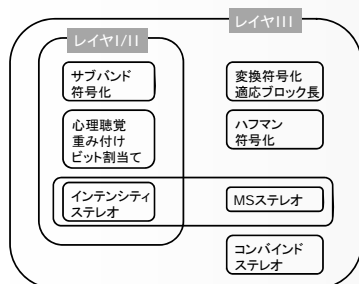 レイヤIII
レイヤI/II
サブバンド
符号化
変換符号化
適応ブロック長
心理聴覚
重み付け
ビット割当て
ハフマン
符号化
インテンシティ
ステレオ
MSステレオ
コンバインド
ステレオ